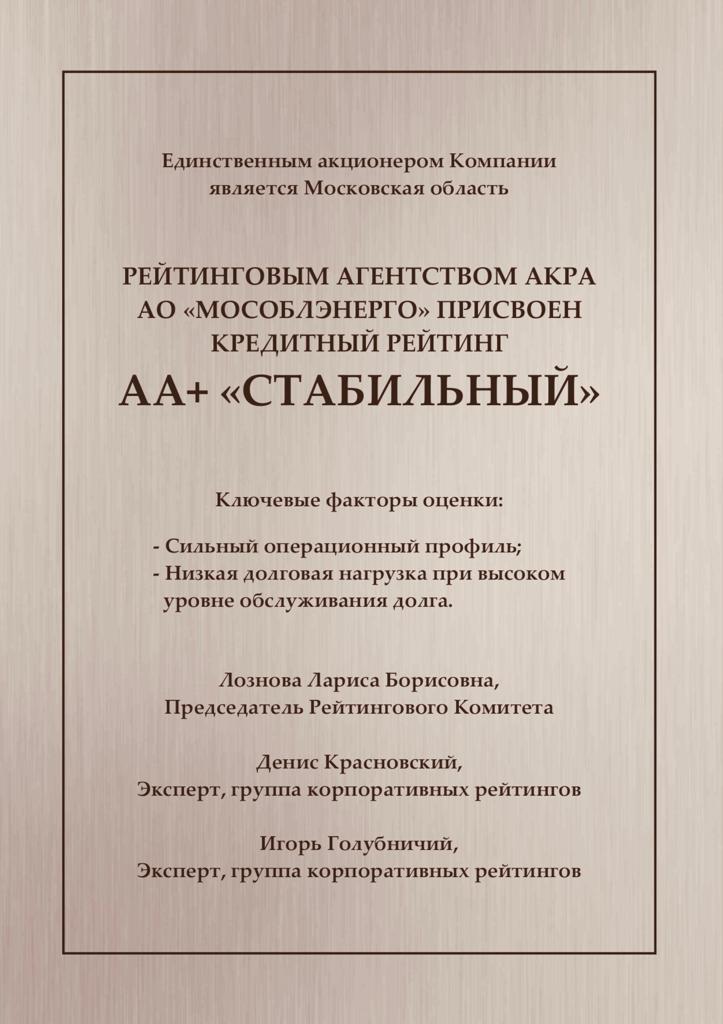 Единственным акционером Компании
является Московская область
РЕЙТИНГОВЫМ АГЕНТСТВОМ АКРА
АО «МОСОБЛЭНЕРГО» ПРИСВОЕН
КРЕДИТНЫЙ РЕЙТИНГ
АА+ «СТАБИЛЬНЫЙ»
Ключевые факторы оценки:
- Сильный операционный профиль;
- Низкая долговая нагрузка при высоком
уровне обслуживания долга.
Лознова Лариса Борисовна,
Председатель Рейтингового Комитета
Денис Красновский,
Эксперт, группа корпоративных рейтингов
Игорь Голубничий,
Эксперт, группа корпоративных рейтингов